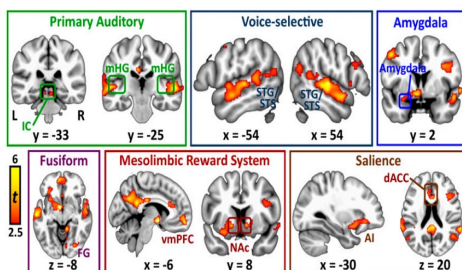 Primary Auditory
Voice-selective
Amygdala
mHG
mHG
Amygdala
STG/
STS
STG/
STS
L
R
IC
y = -33
y = -25
x = -54
x = 54
y = 2
Fusiform
Mesolimbic Reward System
Salience
dACC
6
t
2.5
vmPFC
NAc
AI
FG
z = -8
x = -6
y = 8
x = -30
z = 20